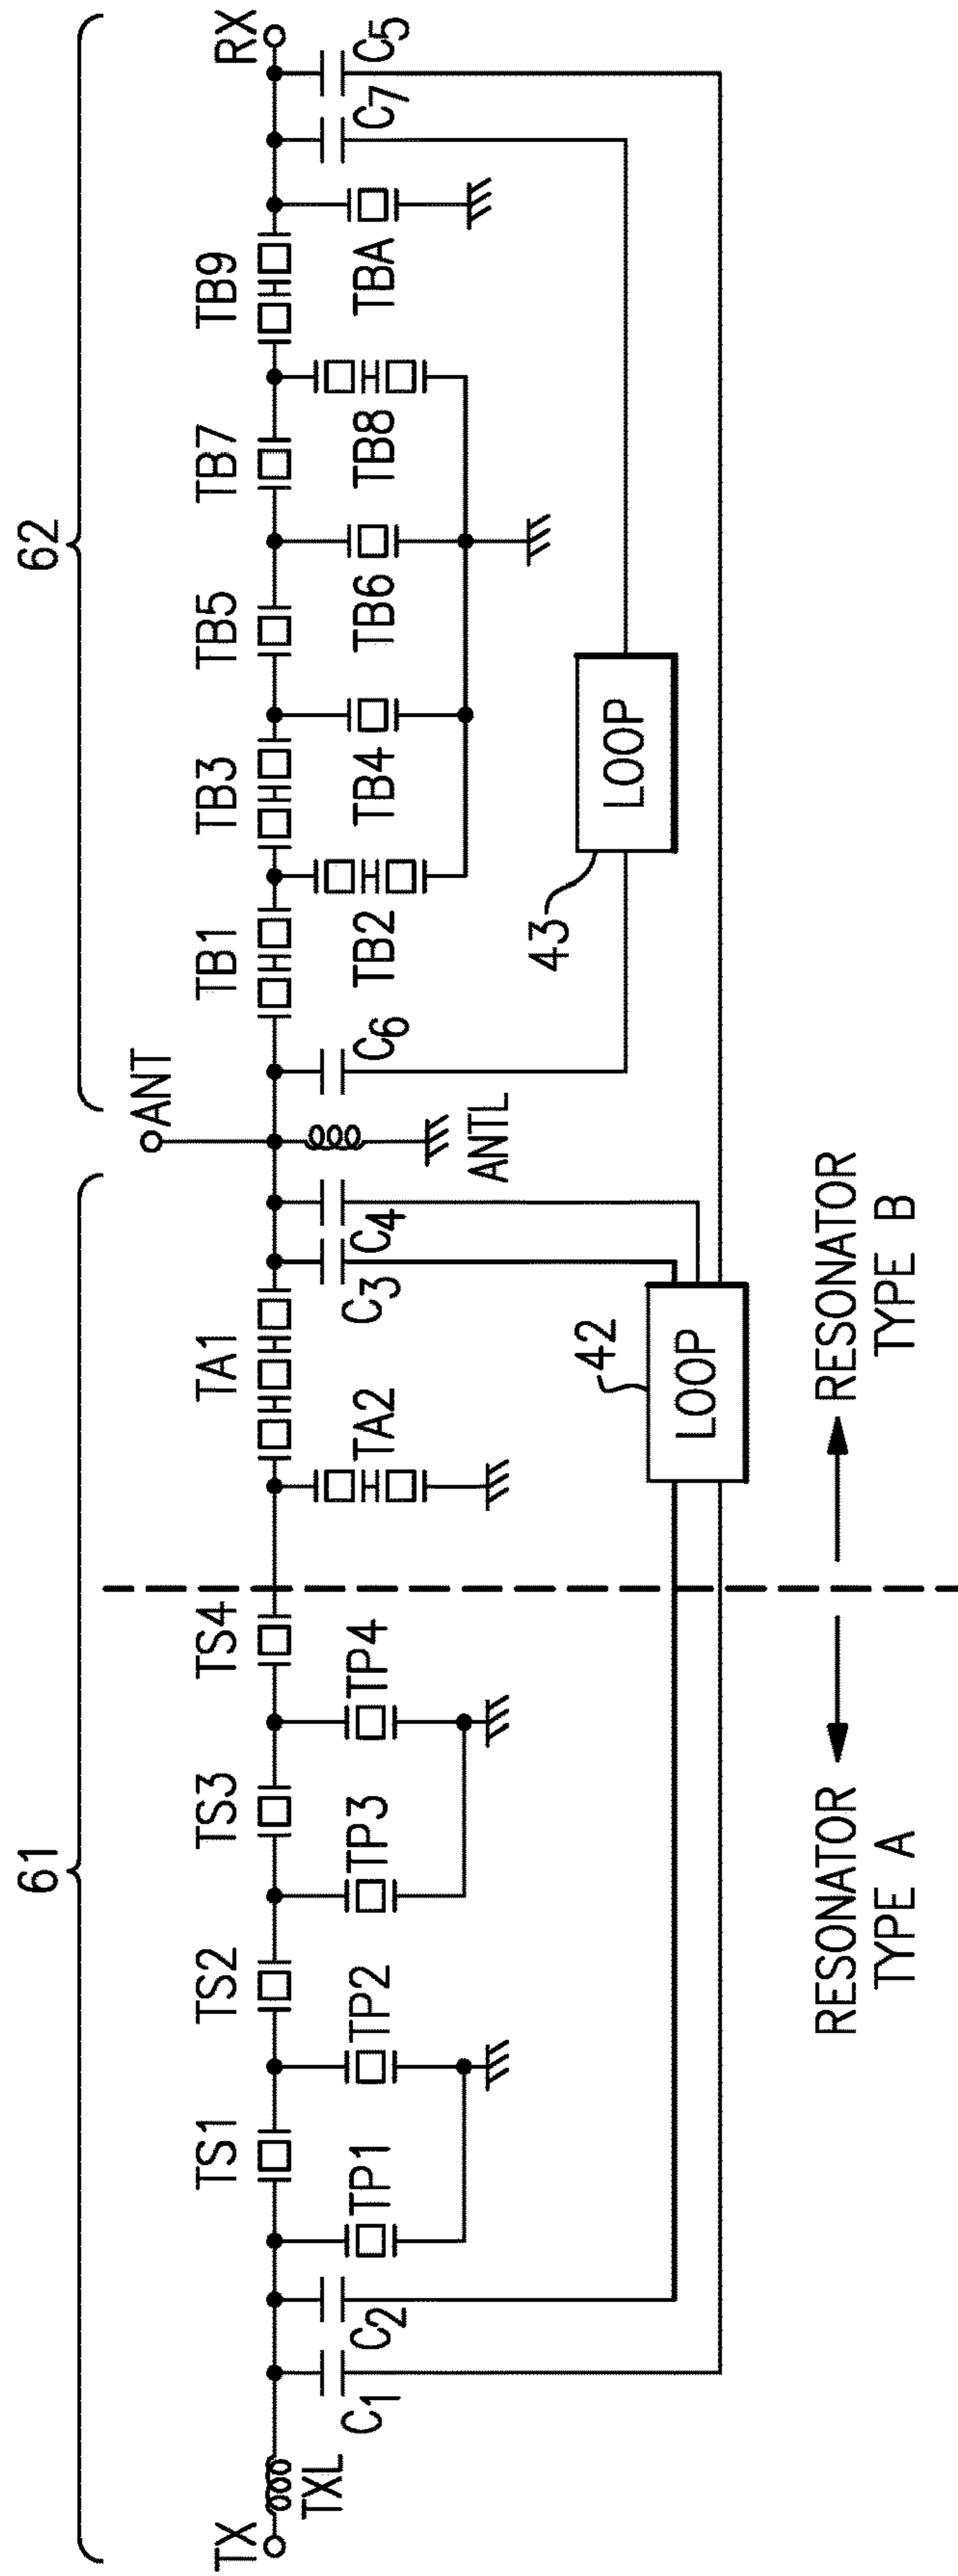 61
62
TX
TXL
C1
C2
TP1
TS1
TP2
TS2
TP3
TS3
TP4
TS4
TA2
TA1
C3
C4
ANT
ANTL
C6
TB1
TB2
TB3
TB4
TB5
TB6
TB7
TB8
TB9
TBA
C7
C5
RX
42
LOOP
43
LOOP
RESONATOR
TYPE A
RESONATOR
TYPE B